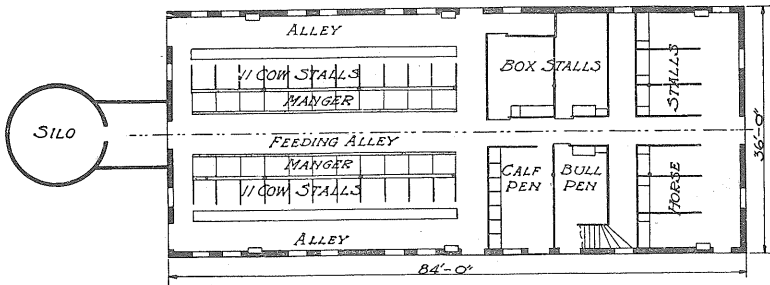 ALLEY
11 COW STALLS
MANGER
BOX STALLS
STALLS
SILO
FEEDING ALLEY
MANGER
11 COW STALLS
CALF
PEN
BULL
PEN
HORSE
36'-0"
ALLEY
84'-0"